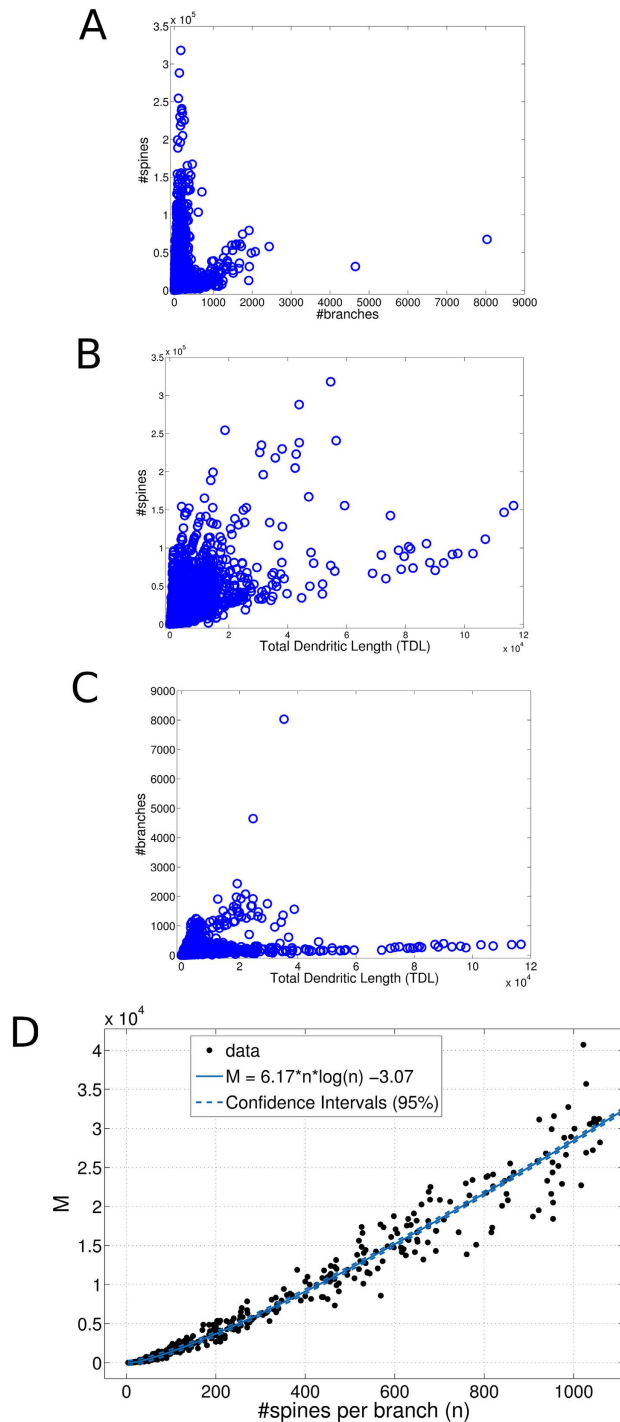 A
x 10^5
3.5
3
2.5
2
1.5
1
0.5
0
#spines
0 1000 2000 3000 4000 5000 6000 7000 8000 9000
#branches
B
x 10^5
3.5
3
2.5
2
1.5
1
0.5
0
#spines
0 2 4 6 8 10 12
Total Dendritic Length (TDL)
x 10^4
C
9000
8000
7000
6000
5000
4000
3000
2000
1000
0
#branches
0 2 4 6 8 10 12
Total Dendritic Length (TDL)
x 10^4
D
x 10^4
data
M = 6.17*n*log(n) −3.07
Confidence Intervals (95%)
4
3.5
3
2.5
2
1.5
1
0.5
0
M
0 200 400 600 800 1000
#spines per branch (n)